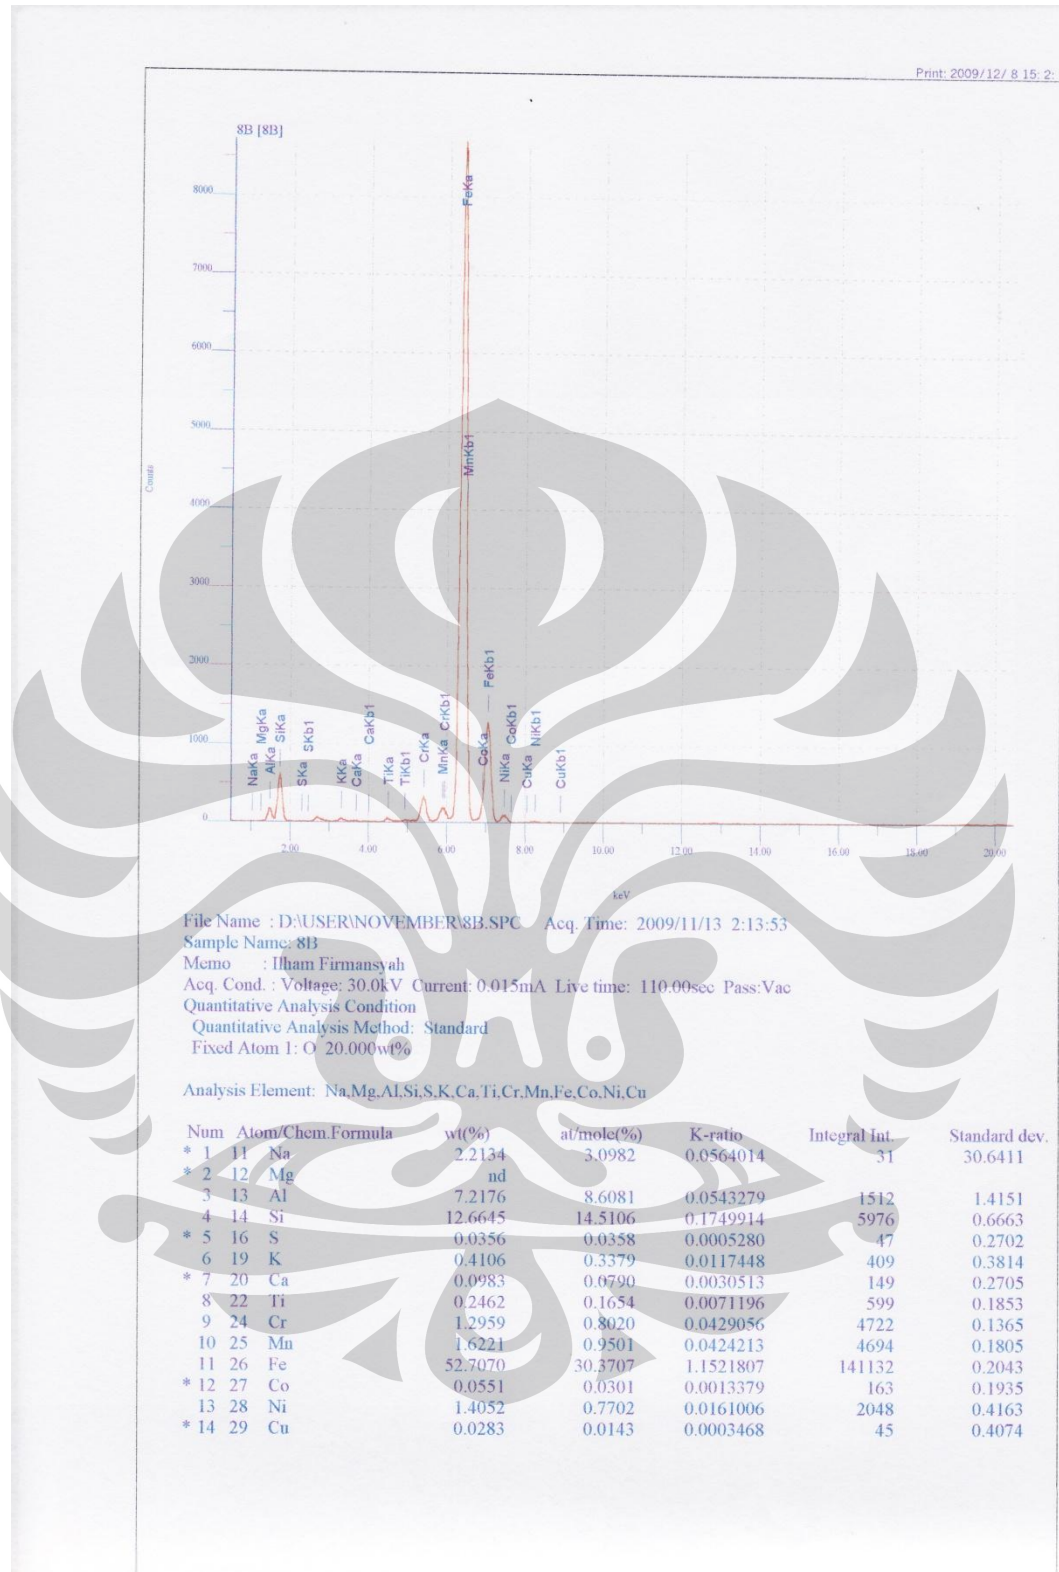 Print: 2009/12/ 8 15: 2:
8B [8B]
8000
7000
6000
5000
4000
3000
2000
1000
0
Counts
FeKa
MnKb1
FeKb1
NaKa
MgKa
AlKa
SiKa
SKa
SKb1
KKa
CaKa
CaKb1
TiKa
TiKb1
CrKa
MnKa
CrKb1
CoKa
NiKa
CoKb1
CuKa
NiKb1
CuKb1
2.00 4.00 6.00 8.00 10.00 12.00 14.00 16.00 18.00 20.00
keV
File Name : D:\USER\NOVEMBER\8B.SPC Acq. Time: 2009/11/13 2:13:53
Sample Name: 8B
Memo : Ilham Firmansyah
Acq. Cond. : Voltage: 30.0kV Current: 0.015mA Live time: 110.00sec Pass:Vac
Quantitative Analysis Condition
Quantitative Analysis Method: Standard
Fixed Atom 1: O 20.000wt%
Analysis Element: Na,Mg,Al,Si,S,K,Ca,Ti,Cr,Mn,Fe,Co,Ni,Cu
Num Atom/Chem.Formula wt(%) at/mole(%) K-ratio Integral Int. Standard dev.
* 1 11 Na 2.2134 3.0982 0.0564014 31 30.6411
* 2 12 Mg nd
3 13 Al 7.2176 8.6081 0.0543279 1512 1.4151
4 14 Si 12.6645 14.5106 0.1749914 5976 0.6663
* 5 16 S 0.0356 0.0358 0.0005280 47 0.2702
6 19 K 0.4106 0.3379 0.0117448 409 0.3814
* 7 20 Ca 0.0983 0.0790 0.0030513 149 0.2705
8 22 Ti 0.2462 0.1654 0.0071196 599 0.1853
9 24 Cr 1.2959 0.8020 0.0429056 4722 0.1365
10 25 Mn 1.6221 0.9501 0.0424213 4694 0.1805
11 26 Fe 52.7070 30.3707 1.1521807 141132 0.2043
* 12 27 Co 0.0551 0.0301 0.0013379 163 0.1935
13 28 Ni 1.4052 0.7702 0.0161006 2048 0.4163
* 14 29 Cu 0.0283 0.0143 0.0003468 45 0.4074